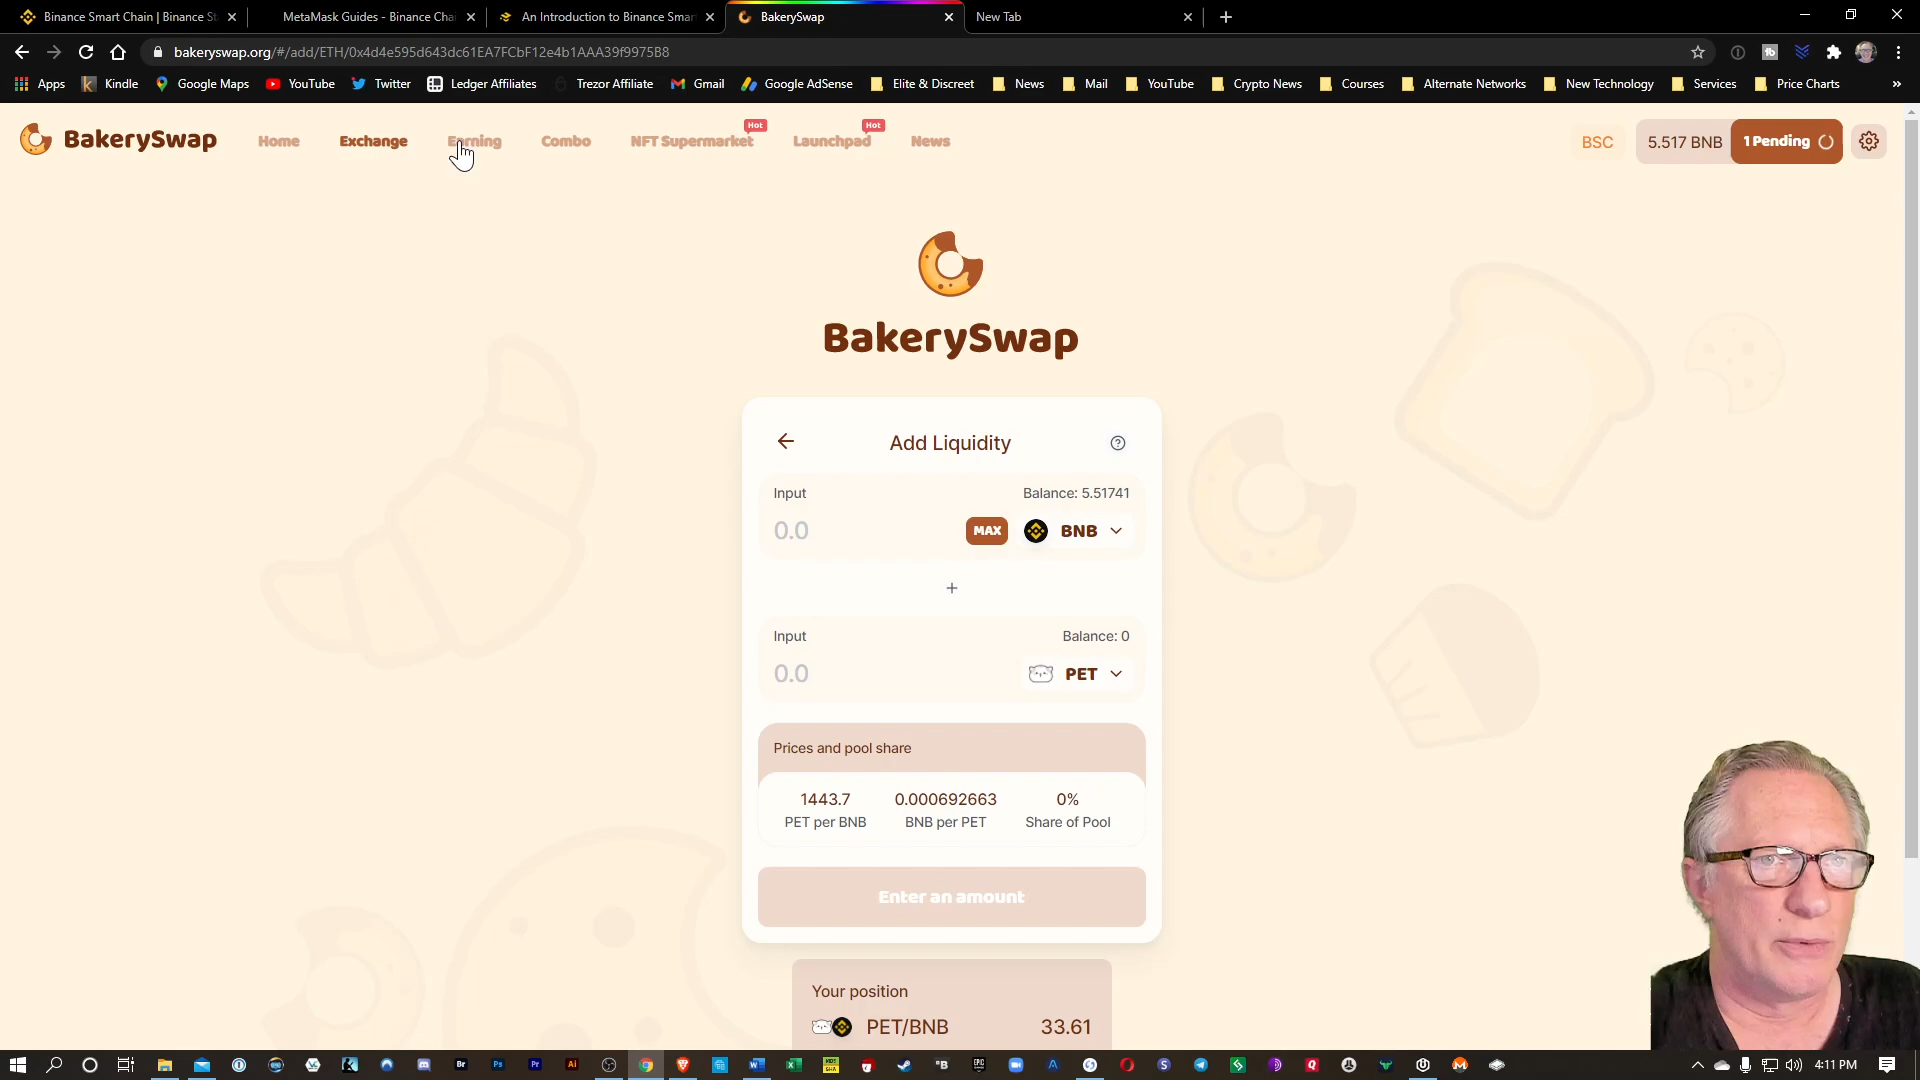 Binance Smart Chain | Binance St
MetaMask Guides - Binance Chai
An Introduction to Binance Smar
BakerySwap
New Tab
bakeryswap.org/#/add/ETH/0x4d4e595d643dc61EA7FCbF12e4b1AAA39f9975B8
Apps
Kindle
Google Maps
YouTube
Twitter
Ledger Affiliates
Trezor Affiliate
Gmail
Google AdSense
Elite & Discreet
News
Mail
YouTube
Crypto News
Courses
Alternate Networks
New Technology
Services
Price Charts
BakerySwap
Home
Exchange
Earning
Combo
NFT Supermarket
Hot
Launchpad
Hot
News
BSC
5.517 BNB
1 Pending
BakerySwap
Add Liquidity
Input
Balance: 5.51741
0.0
MAX
BNB
+
Input
Balance: 0
0.0
PET
Prices and pool share
1443.7
0.000692663
0%
PET per BNB
BNB per PET
Share of Pool
Enter an amount
Your position
PET/BNB
33.61
4:11 PM